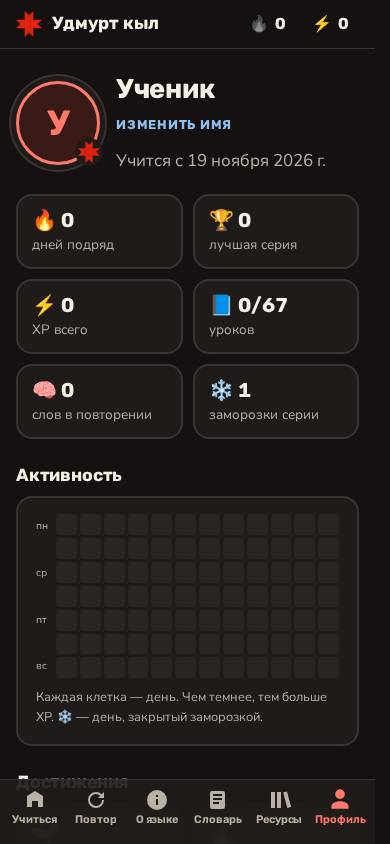 Удмурт кыл 0 0
У
Ученик
ИЗМЕНИТЬ ИМЯ
Учится с 19 ноября 2026 г.
0
дней подряд
0
лучшая серия
0
XP всего
0/67
уроков
0
слов в повторении
1
заморозки серии
Активность
пн
ср
пт
вс
Каждая клетка — день. Чем темнее, тем больше
XP. ❄️ — день, закрытый заморозкой.
Достижения
Учиться Повтор О языке Словарь Ресурсы Профиль